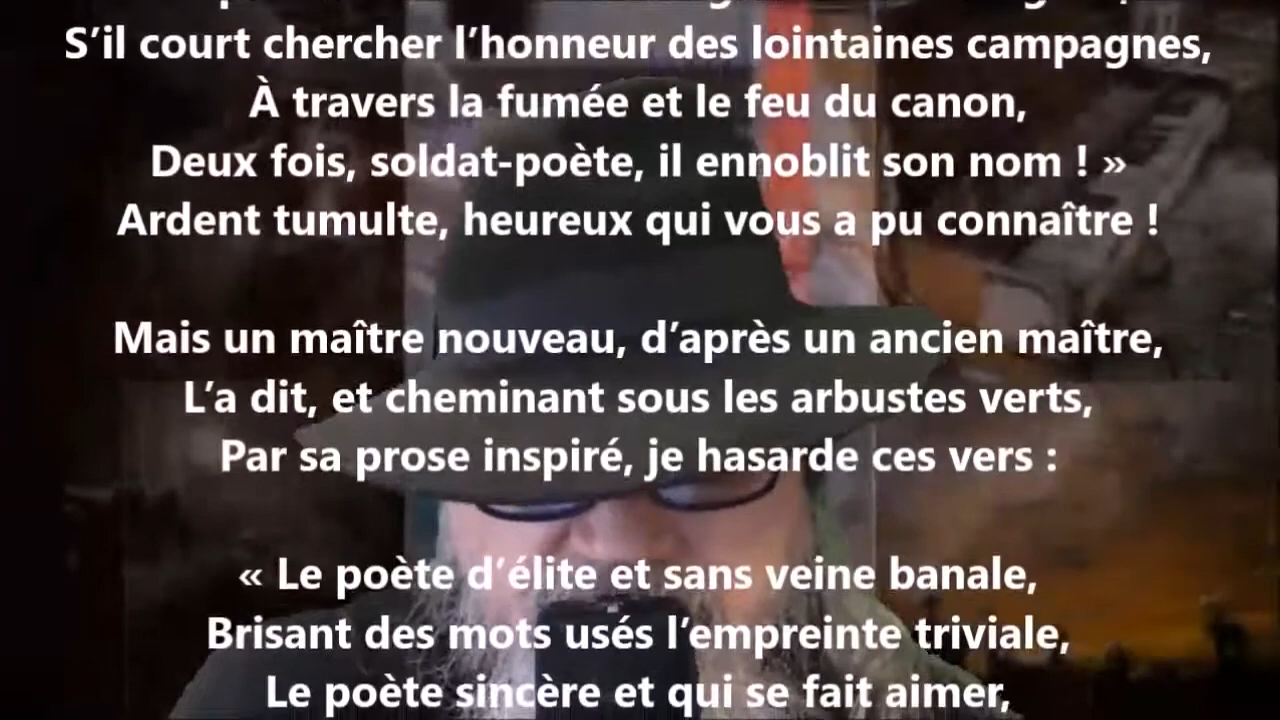 S’il court chercher l’honneur des lointaines campagnes,
À travers la fumée et le feu du canon,
Deux fois, soldat-poète, il ennoblit son nom ! »
Ardent tumulte, heureux qui vous a pu connaître !
Mais un maître nouveau, d’après un ancien maître,
L’a dit, et cheminant sous les arbustes verts,
Par sa prose inspiré, je hasarde ces vers :
« Le poète d’élite et sans veine banale,
Brisant des mots usés l’empreinte triviale,
Le poète sincère et qui se fait aimer,